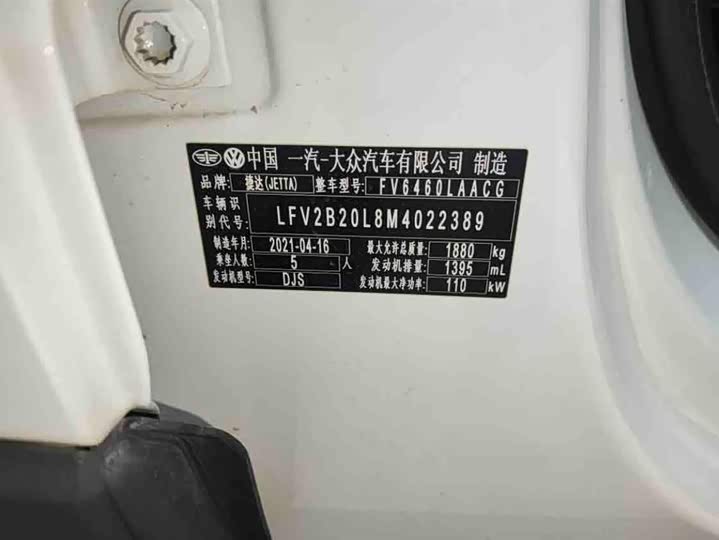 中国 一汽-大众汽车有限公司 制造
品牌: 捷达(JETTA) 整车型号: FV6460LAACG
车辆识别代号: LFV2B20L8M4022389
制造年月: 2021-04-16 最大允许总质量: 1880 kg
乘坐人数: 5 人 发动机排量: 1395 mL
发动机型号: DJS 发动机最大净功率: 110 kW